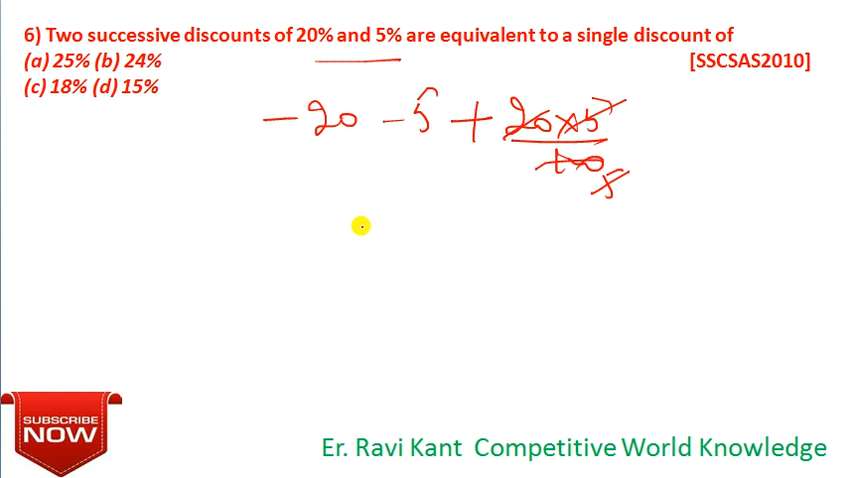 6) Two successive discounts of 20% and 5% are equivalent to a single discount of
(a) 25% (b) 24% [SSCSAS2010]
(c) 18% (d) 15%
- 20 - 5 + 20×5
100
5
SUBSCRIBE
NOW
Er. Ravi Kant Competitive World Knowledge